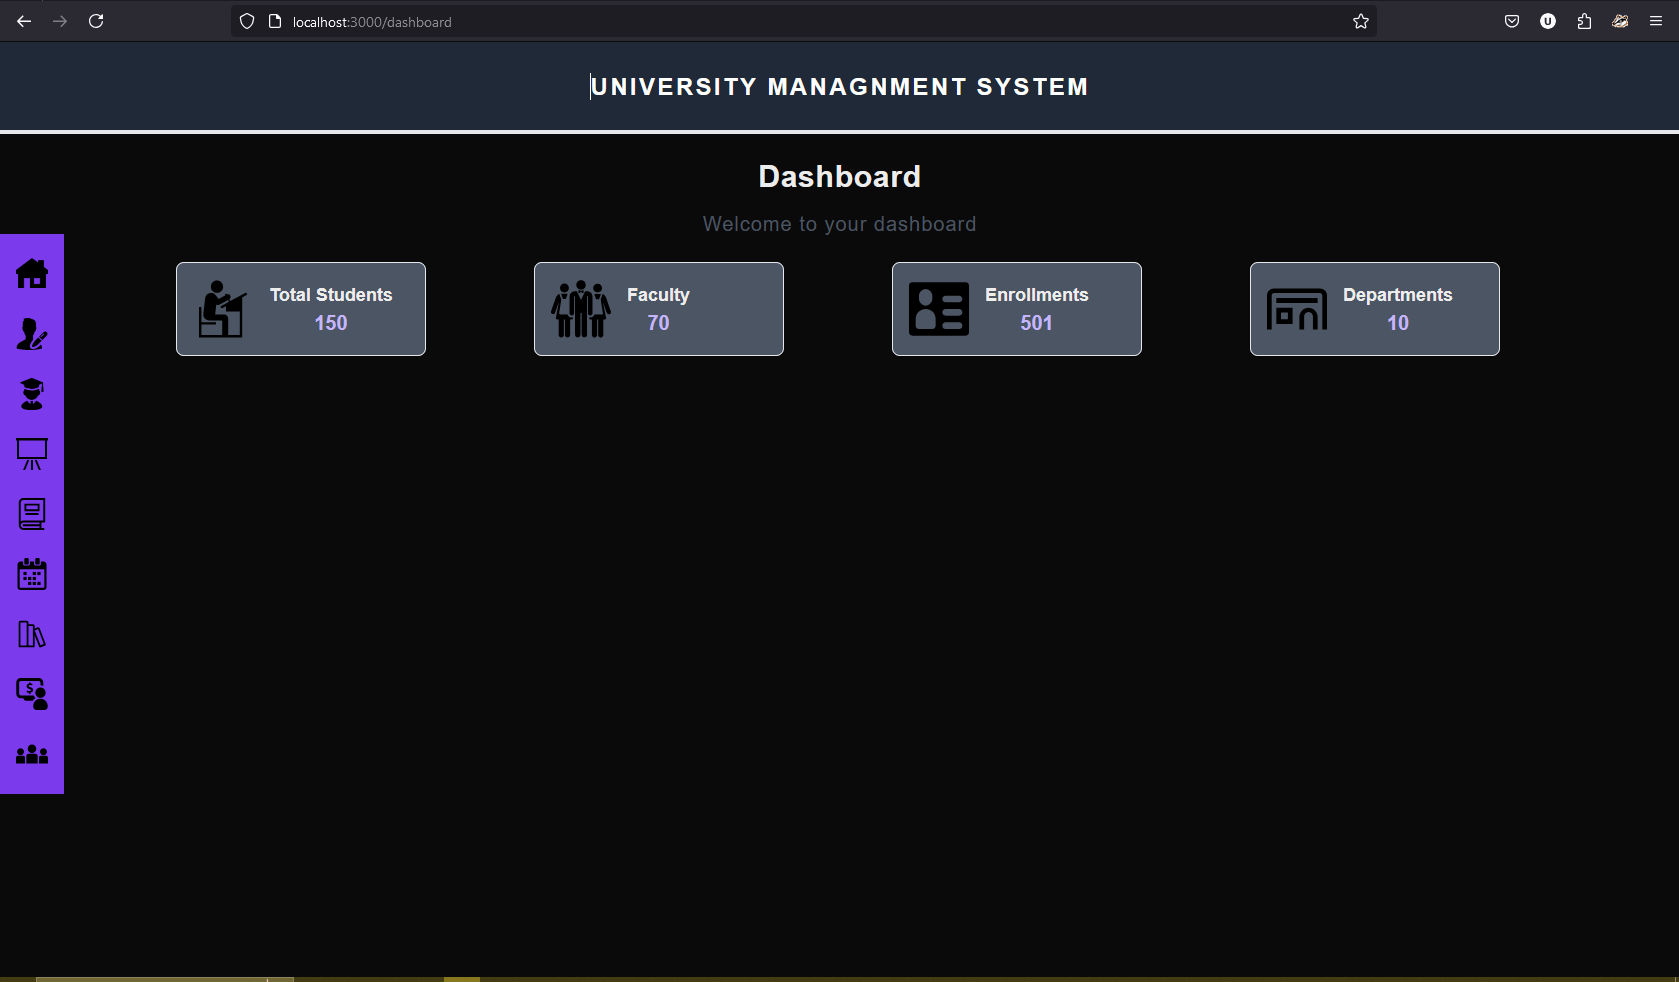 localhost:3000/dashboard
UNIVERSITY MANAGNMENT SYSTEM
Dashboard
Welcome to your dashboard
Total Students
150
Faculty
70
Enrollments
501
Departments
10
U
$